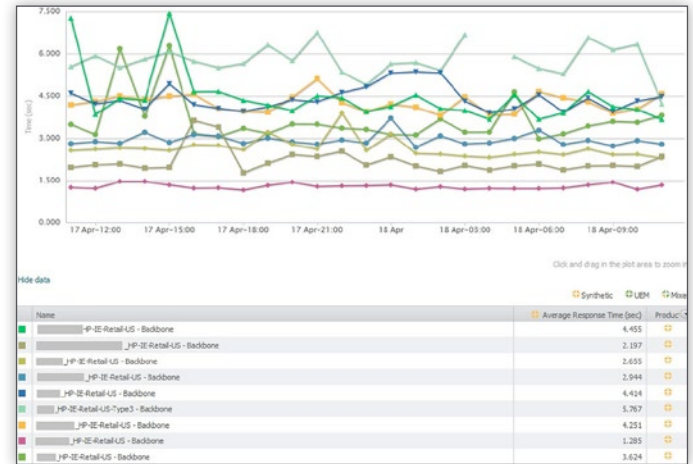 7.500
6.000
4.500
3.000
1.500
0.000
Time (sec)
17 Apr-12:00 17 Apr-15:00 17 Apr-18:00 17 Apr-21:00 18 Apr 18 Apr-03:00 18 Apr-06:00 18 Apr-09:00
Click and drag in the plot area to zoom in
Hide data
Synthetic UEM Mixe
Name Average Response Time (sec) Produc
HP-IE-Retail-US - Backbone 4.455
_HP-IE-Retail-US - Backbone 2.197
_HP-IE-Retail-US - Backbone 2.655
_HP-IE-Retail-US - Backbone 2.944
_HP-IE-Retail-US - Backbone 4.414
_HP-IE-Retail-US-Type3 - Backbone 5.767
_HP-IE-Retail-US - Backbone 4.251
_HP-IE-Retail-US - Backbone 1.285
_HP-IE-Retail-US - Backbone 3.624